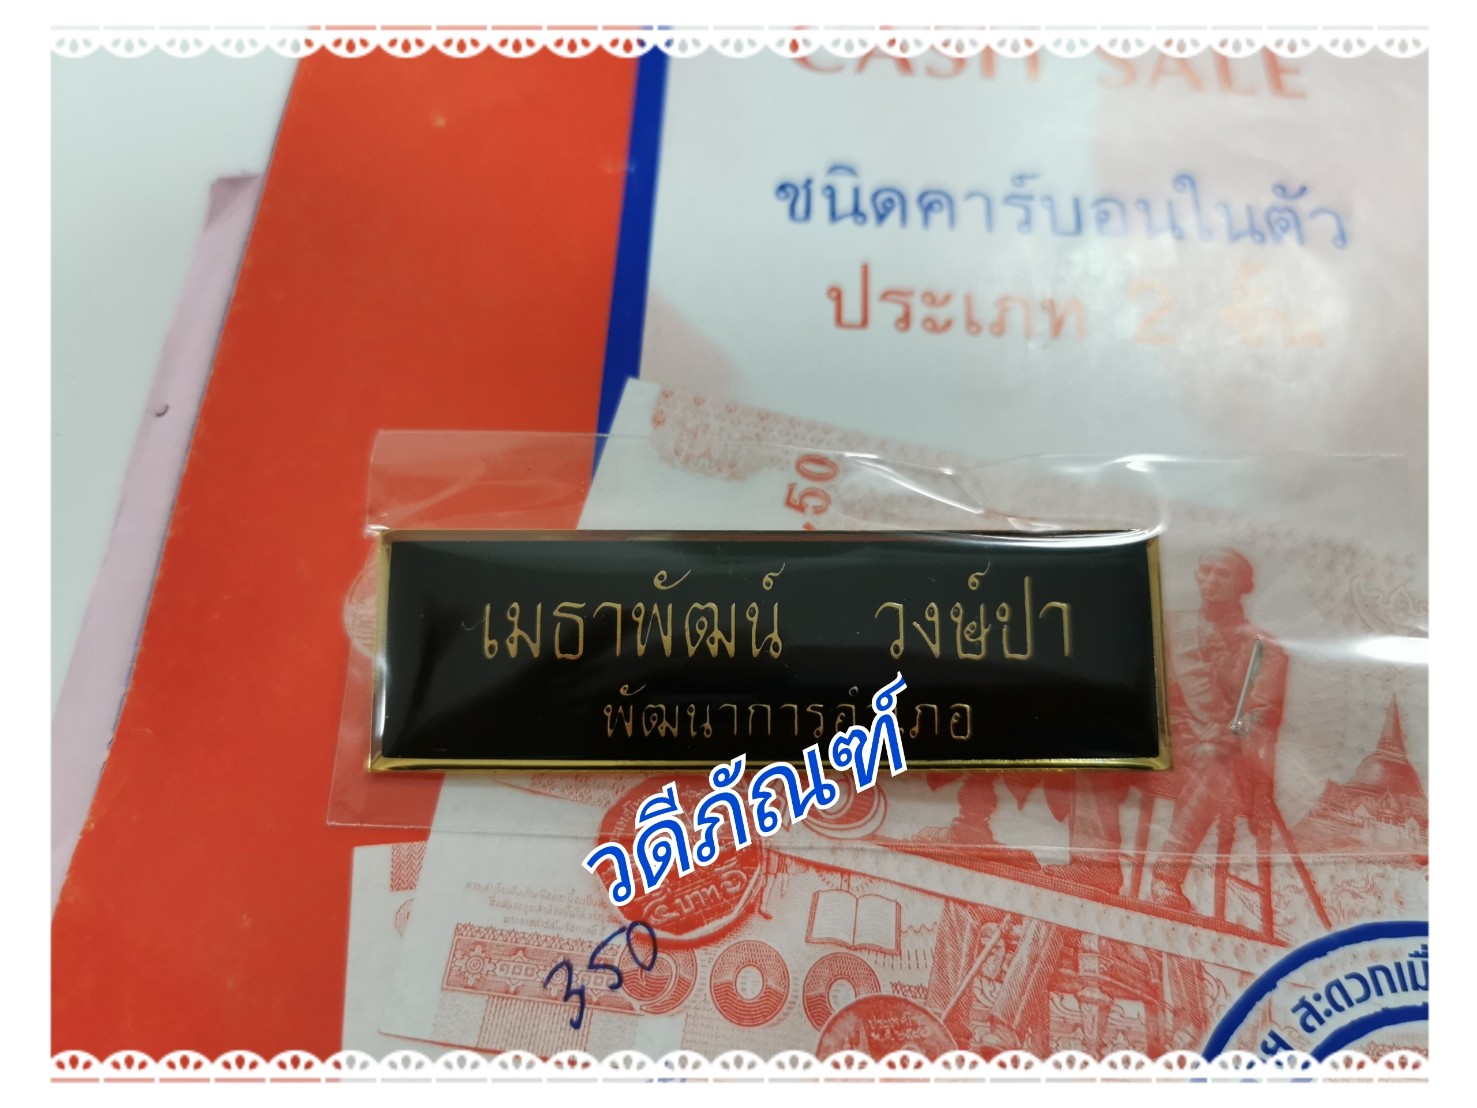 CASH SALE
ชนิดคาร์บอนในตัว
ประเภท 2 ชั้น
50
เมธาพัฒน์ วงษ์ปา
พัฒนาการอำเภอ
วดีภัณฑ์
350
สะดวกเมื